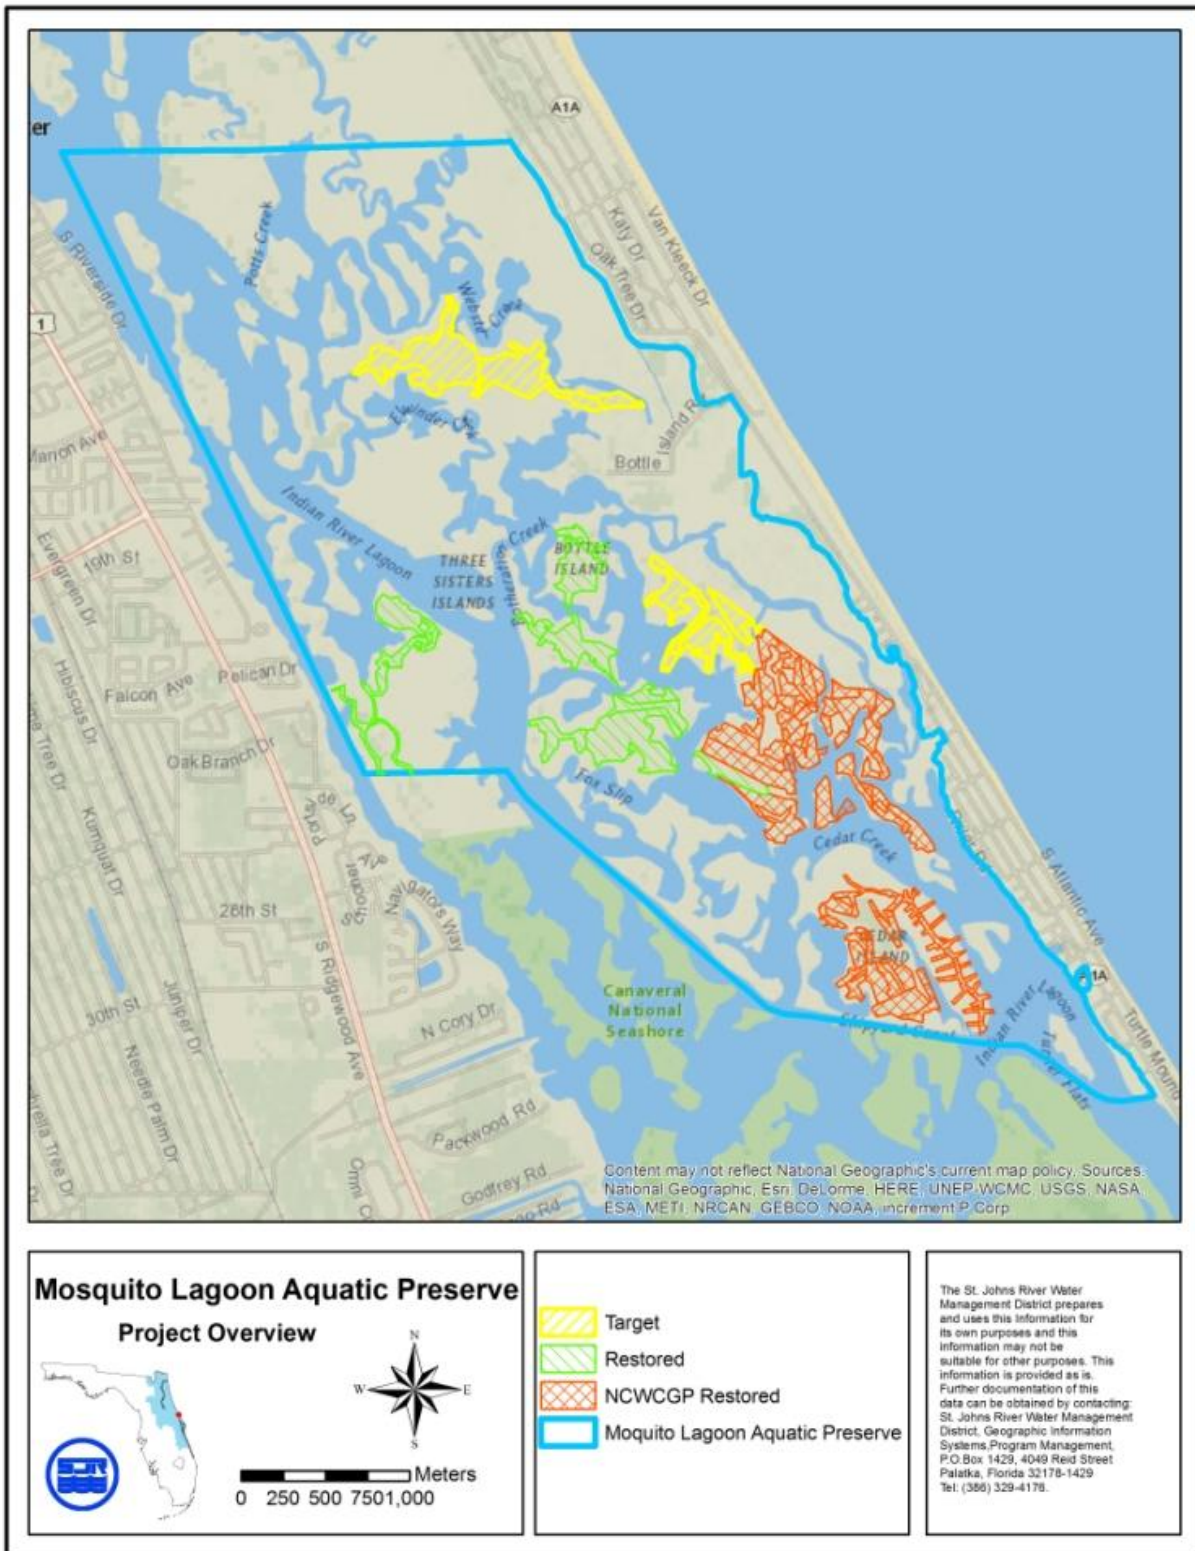 er
A1A
Katy Dr
Van Kleeck Dr
Oak Tree Dr
S Riverside Dr
Potts Creek
1
Island Rd
Bottle
Marion Ave
Indian River Lagoon
Creek
BOTTLE
ISLAND
THREE
SISTERS
ISLANDS
Evergreen Dr
19th St
Pelican Dr
Falcon Ave
Hibiscus Dr
Oak Branch Dr
Fox Slip
Kumquat Dr
Cedar Creek
S Atlantic Ave
Navigators Way
26th St
S Ridgewood Ave
A1A
Canaveral
National
Seashore
Indian River Lagoon
Turner Flats
Turtle Mound
30th St
Juniper Dr
N Cory Dr
Needle Palm Dr
Packwood Rd
Godfrey Rd
Content may not reflect National Geographic's current map policy. Sources:
National Geographic, Esri, DeLorme, HERE, UNEP-WCMC, USGS, NASA,
ESA, METI, NRCAN, GEBCO, NOAA, increment P Corp.
Mosquito Lagoon Aquatic Preserve
Project Overview
N
W
E
S
Meters
0 250 500 750 1,000
Target
Restored
NCWCGP Restored
Moquito Lagoon Aquatic Preserve
The St. Johns River Water
Management District prepares
and uses this information for
its own purposes and this
information may not be
suitable for other purposes. This
information is provided as is.
Further documentation of this
data can be obtained by contacting:
St. Johns River Water Management
District, Geographic Information
Systems,Program Management,
P.O.Box 1429, 4049 Reid Street
Palatka, Florida 32178-1429
Tel: (386) 329-4176.